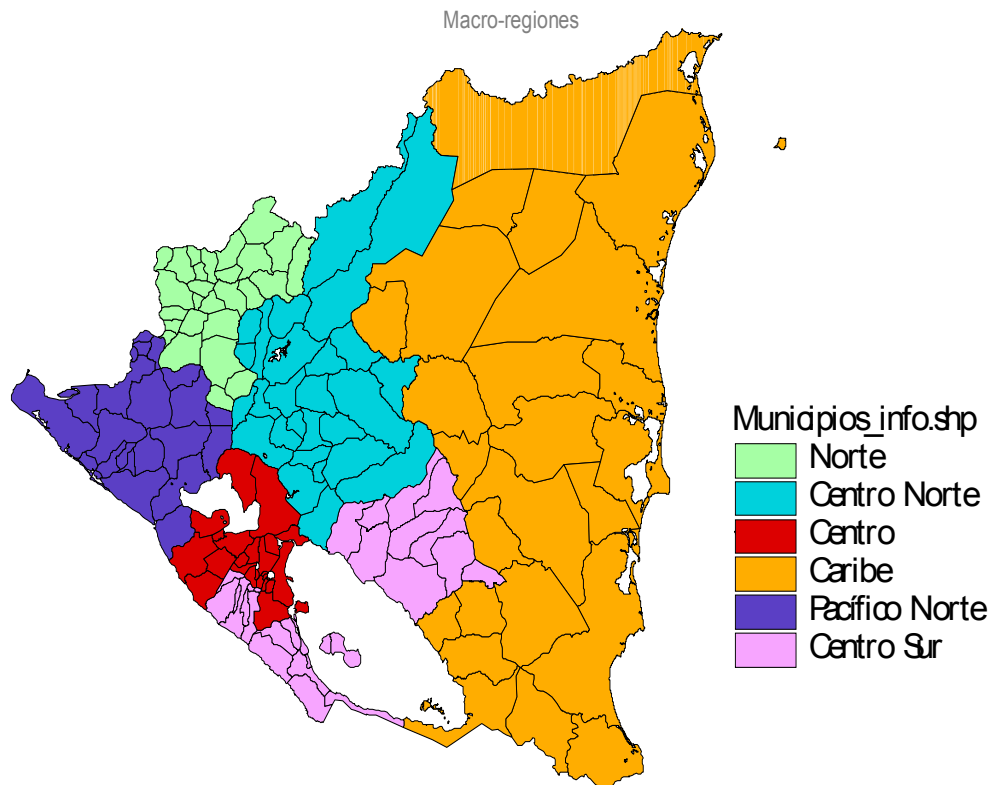 Macro-regiones
Municipios_info.shp
Norte
Centro Norte
Centro
Caribe
Pacífico Norte
Centro Sur